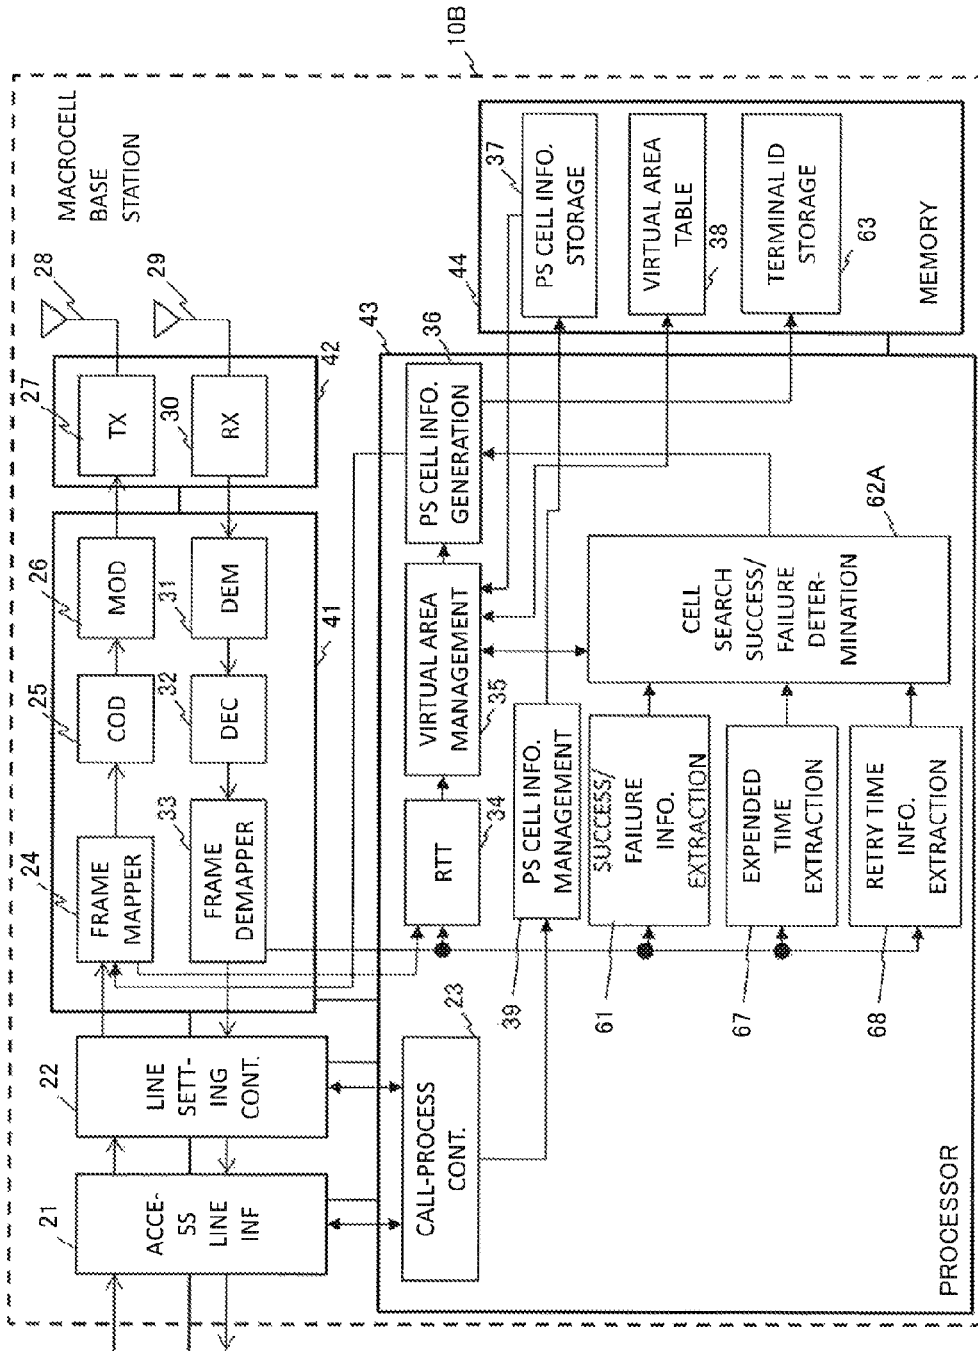 10B
MACROCELL
BASE
STATION
28
29
27
TX
30
RX
42
26
MOD
31
DEM
25
COD
32
DEC
24
FRAME
MAPPER
33
FRAME
DEMAPPER
41
22
LINE
SETT-
ING
CONT.
21
ACCE-
SS
LINE
INF
43
36
PS CELL INFO.
GENERATION
VIRTUAL AREA
MANAGEMENT
35
RTT
34
PS CELL INFO.
MANAGEMENT
39
23
CALL-PROCESS
CONT.
62A
CELL
SEARCH
SUCCESS/
FAILURE
DETER-
MINATION
SUCCESS/
FAILURE
INFO.
EXTRACTION
61
EXPENDED
TIME
EXTRACTION
67
RETRY TIME
INFO.
EXTRACTION
68
PROCESSOR
44
37
PS CELL INFO.
STORAGE
VIRTUAL AREA
TABLE
38
TERMINAL ID
STORAGE
63
MEMORY